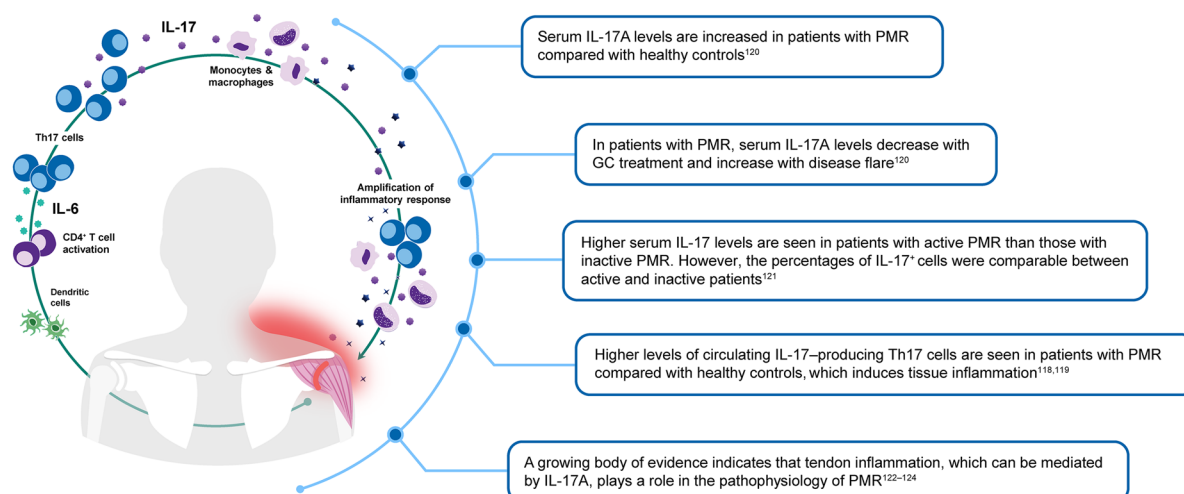 IL-17
Monocytes &
macrophages
Th17 cells
IL-6
CD4⁺ T cell
activation
Dendritic
cells
Amplification of
inflammatory response
Serum IL-17A levels are increased in patients with PMR
compared with healthy controls¹²⁰
In patients with PMR, serum IL-17A levels decrease with
GC treatment and increase with disease flare¹²⁰
Higher serum IL-17 levels are seen in patients with active PMR than those with
inactive PMR. However, the percentages of IL-17⁺ cells were comparable between
active and inactive patients¹²¹
Higher levels of circulating IL-17–producing Th17 cells are seen in patients with PMR
compared with healthy controls, which induces tissue inflammation¹¹⁸,¹¹⁹
A growing body of evidence indicates that tendon inflammation, which can be mediated
by IL-17A, plays a role in the pathophysiology of PMR¹²²⁻¹²⁴